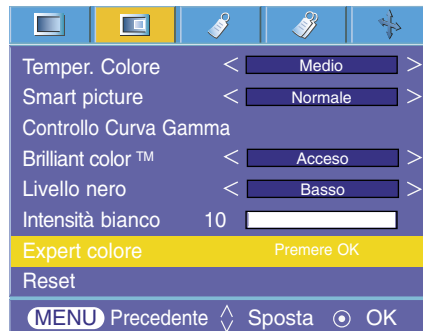 Temper. Colore < Medio >
Smart picture < Normale >
Controllo Curva Gamma
Brilliant color ™ < Acceso >
Livello nero < Basso >
Intensità bianco 10
Expert colore Premere OK
Reset
MENU Precedente Sposta OK